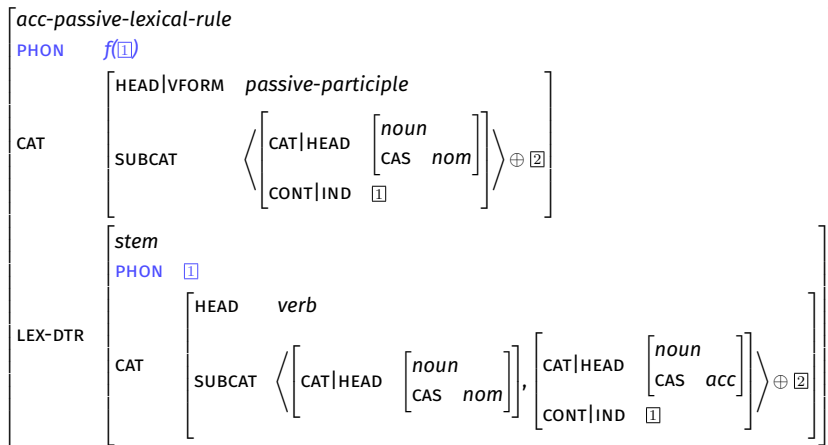 acc-passive-lexical-rule
PHON f(1)
HEAD|VFORM passive-participle
CAT SUBCAT ⟨ [CAT|HEAD [noun
CAS nom]
CONT|IND 1] ⟩ ⊕ 2
stem
PHON 1
HEAD verb
LEX-DTR CAT SUBCAT ⟨ [CAT|HEAD [noun
CAS nom]], [CAT|HEAD [noun
CAS acc]
CONT|IND 1] ⟩ ⊕ 2